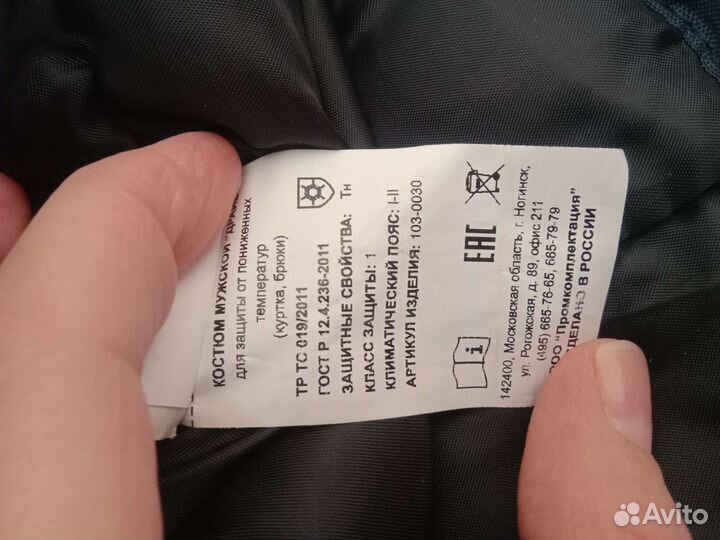 КОСТЮМ МУЖСКОЙ
для защиты от пониженных
температур
(куртка, брюки)
ТР ТС 019/2011
ГОСТ Р 12.4.236-2011
ЗАЩИТНЫЕ СВОЙСТВА: Тн
КЛАСС ЗАЩИТЫ: 1
КЛИМАТИЧЕСКИЙ ПОЯС: I-II
АРТИКУЛ ИЗДЕЛИЯ: 103-0030
EAC
i
142400, Московская область, г. Ногинск,
ул. Рогожская, д. 89, офис 211
(495) 665-76-65, 665-79-79
ООО "Промкомплектация"
СДЕЛАНО В РОССИИ
Avito